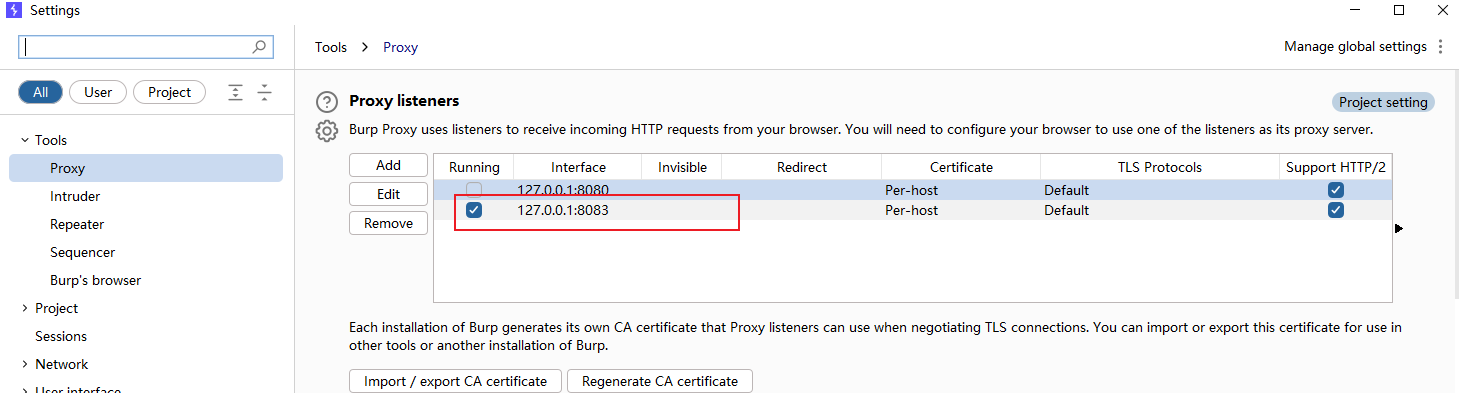 Settings
Tools > Proxy
Manage global settings
All
User
Project
Tools
Proxy
Intruder
Repeater
Sequencer
Burp's browser
Project
Sessions
Network
User interface
Proxy listeners
Project setting
Burp Proxy uses listeners to receive incoming HTTP requests from your browser. You will need to configure your browser to use one of the listeners as its proxy server.
Add
Edit
Remove
Running Interface Invisible Redirect Certificate TLS Protocols Support HTTP/2
127.0.0.1:8080 Per-host Default
127.0.0.1:8083 Per-host Default
Each installation of Burp generates its own CA certificate that Proxy listeners can use when negotiating TLS connections. You can import or export this certificate for use in
other tools or another installation of Burp.
Import / export CA certificate
Regenerate CA certificate